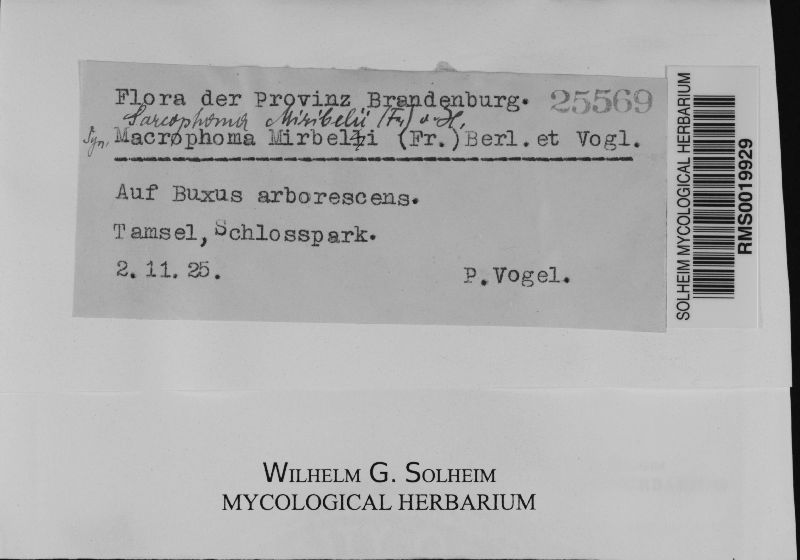 Flora der Provinz Brandenburg. 25569
Sarcophoma Miribelii (Fr.) v. H.
Syn. Macrophoma Mirbelii (Fr.) Berl. et Vogl.
Auf Buxus arborescens.
Tamsel, Schlosspark.
2. 11. 25. P. Vogel.
SOLHEIM MYCOLOGICAL HERBARIUM
RMS0019929
WILHELM G. SOLHEIM
MYCOLOGICAL HERBARIUM